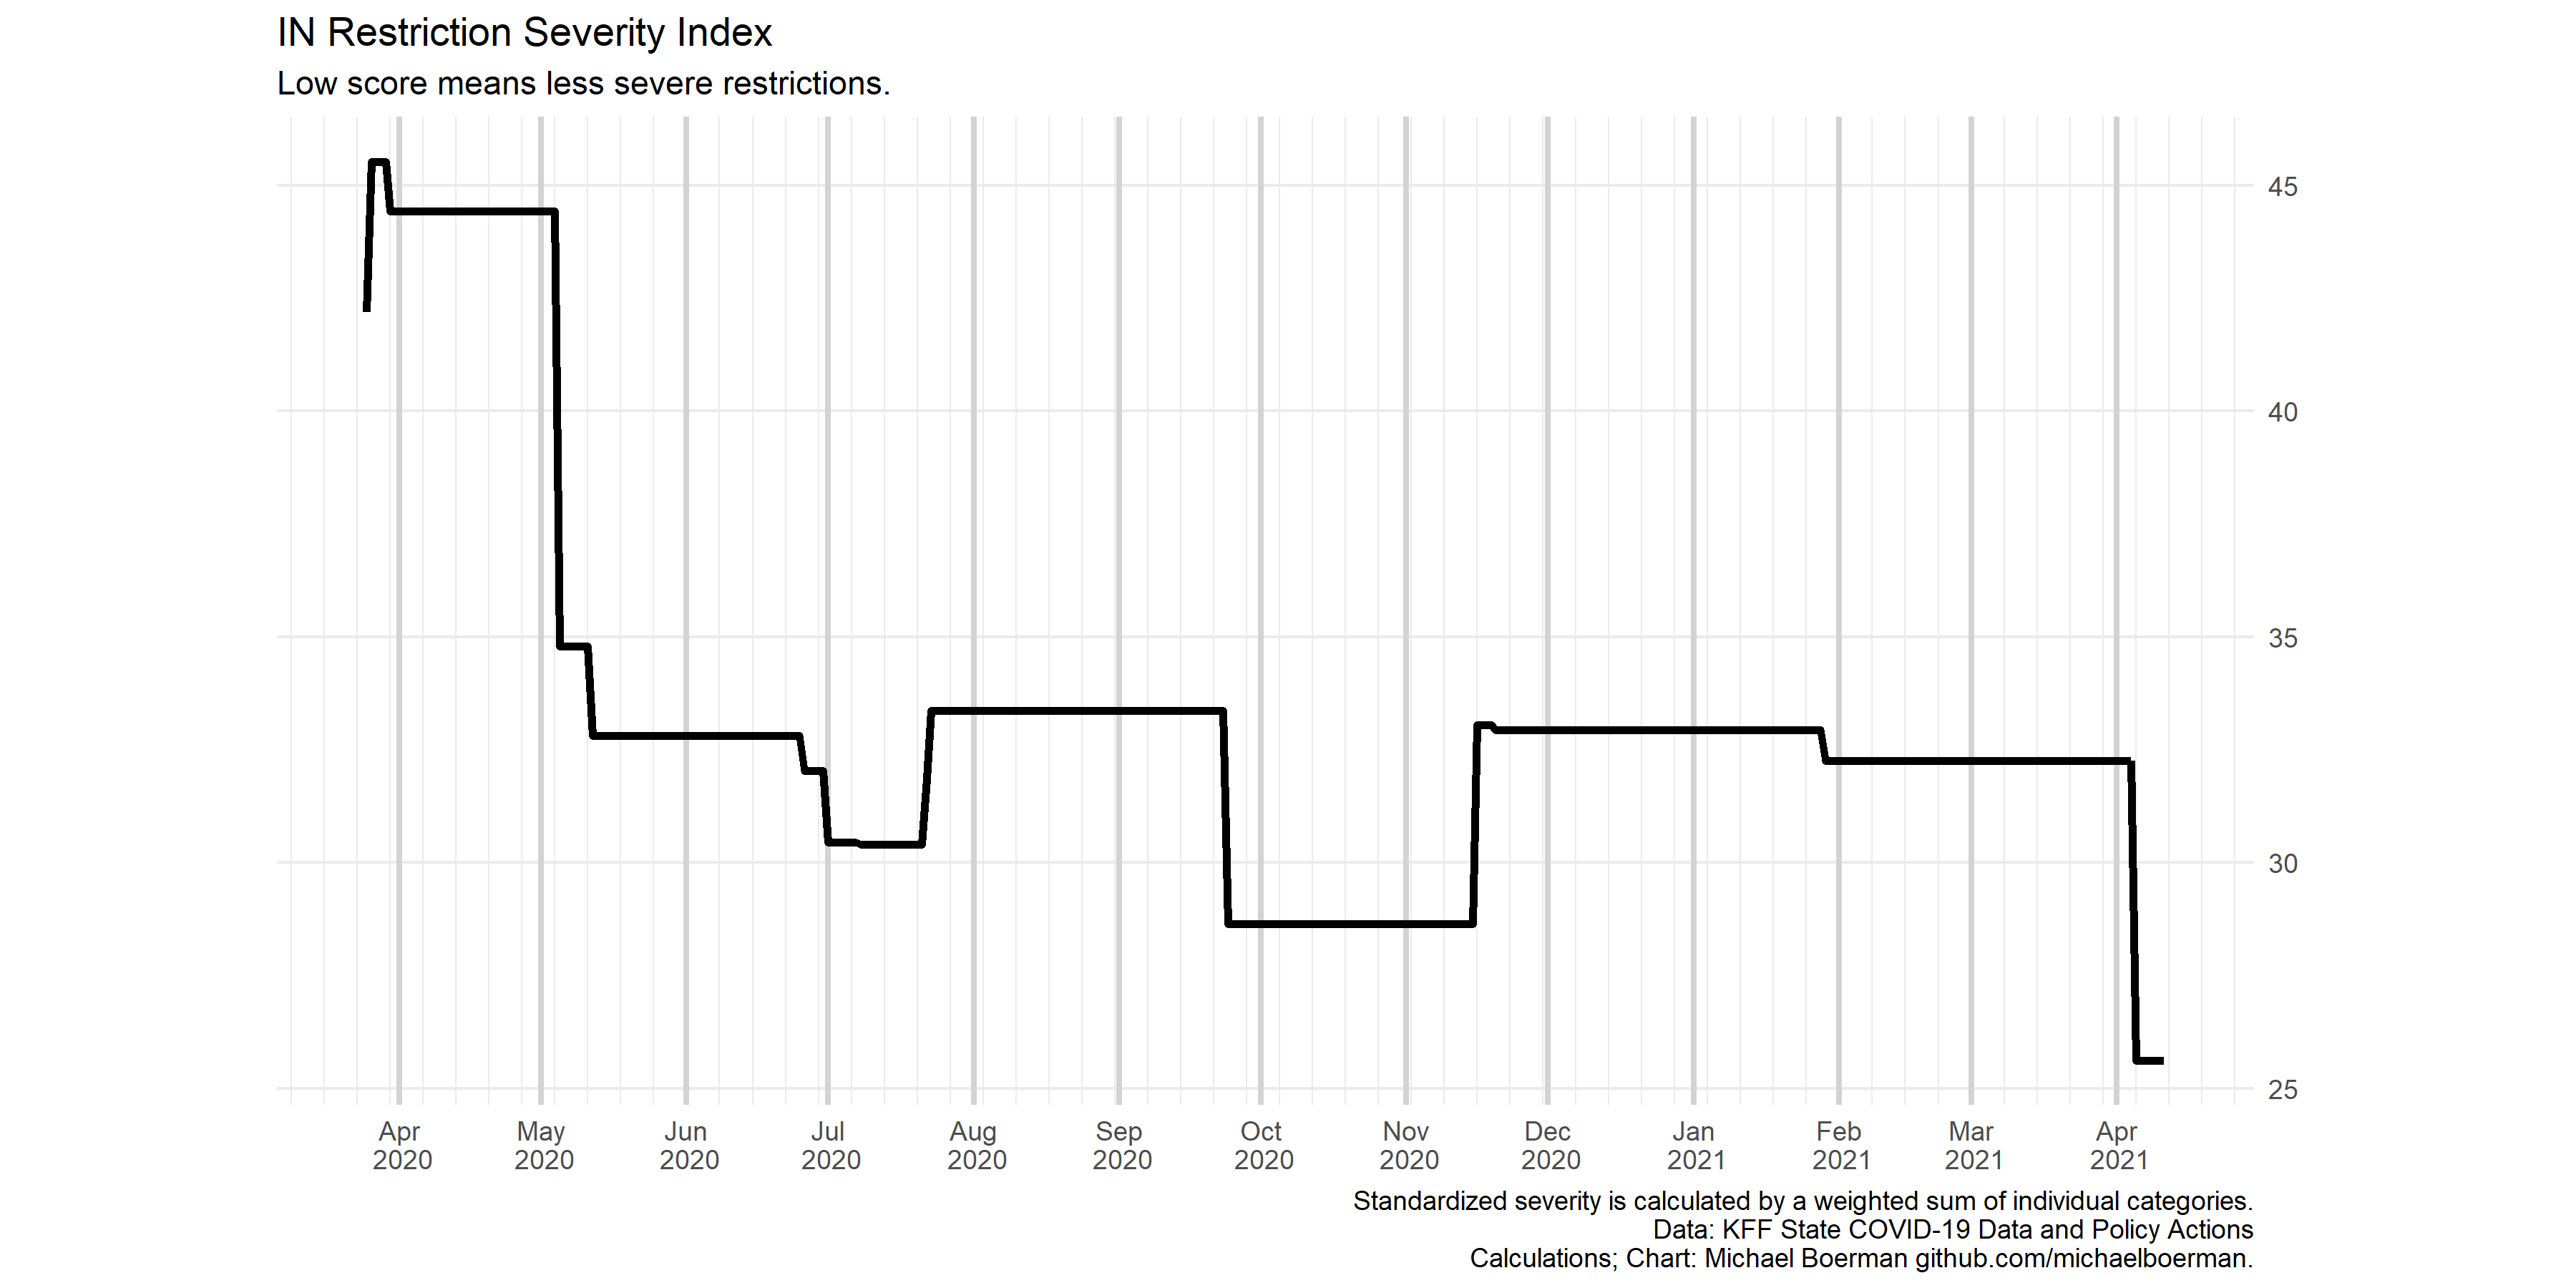 IN Restriction Severity Index
Low score means less severe restrictions.
45
40
35
30
25
Apr May Jun Jul Aug Sep Oct Nov Dec Jan Feb Mar Apr
2020 2020 2020 2020 2020 2020 2020 2020 2020 2021 2021 2021 2021
Standardized severity is calculated by a weighted sum of individual categories.
Data: KFF State COVID-19 Data and Policy Actions
Calculations; Chart: Michael Boerman github.com/michaelboerman.